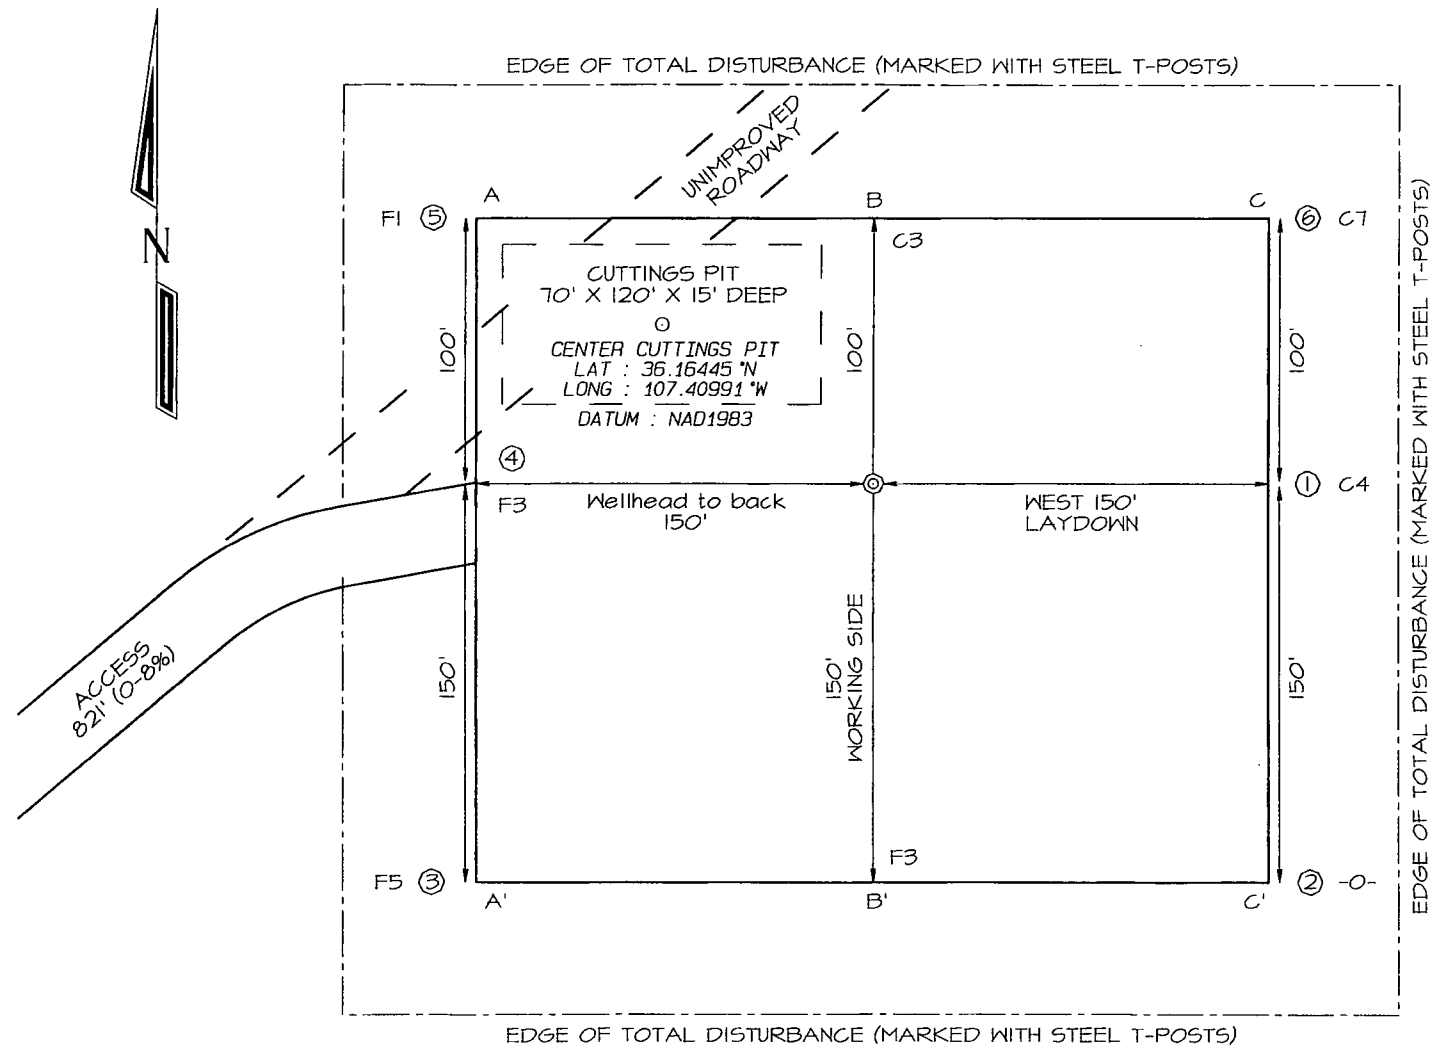 EDGE OF TOTAL DISTURBANCE (MARKED WITH STEEL T-POSTS)
UNIMPROVED
ROADWAY
N
A
B
C
F1 5
6 C7
C3
CUTTINGS PIT
70' X 120' X 15' DEEP
CENTER CUTTINGS PIT
LAT : 36.16445 °N
LONG : 107.40991 °W
DATUM : NAD1983
100'
100'
100'
4
F3
Wellhead to back
150'
WEST 150'
LAYDOWN
1 C4
ACCESS
821' (0-8%)
150'
150'
WORKING SIDE
150'
F3
F5 3
2 -0-
A'
B'
C'
EDGE OF TOTAL DISTURBANCE (MARKED WITH STEEL T-POSTS)
EDGE OF TOTAL DISTURBANCE (MARKED WITH STEEL T-POSTS)